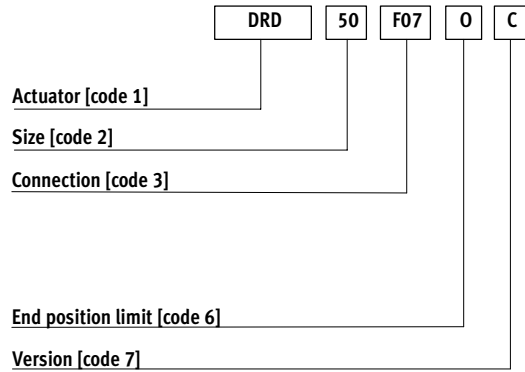 DRD 50 F07 O C
Actuator [code 1]
Size [code 2]
Connection [code 3]
End position limit [code 6]
Version [code 7]